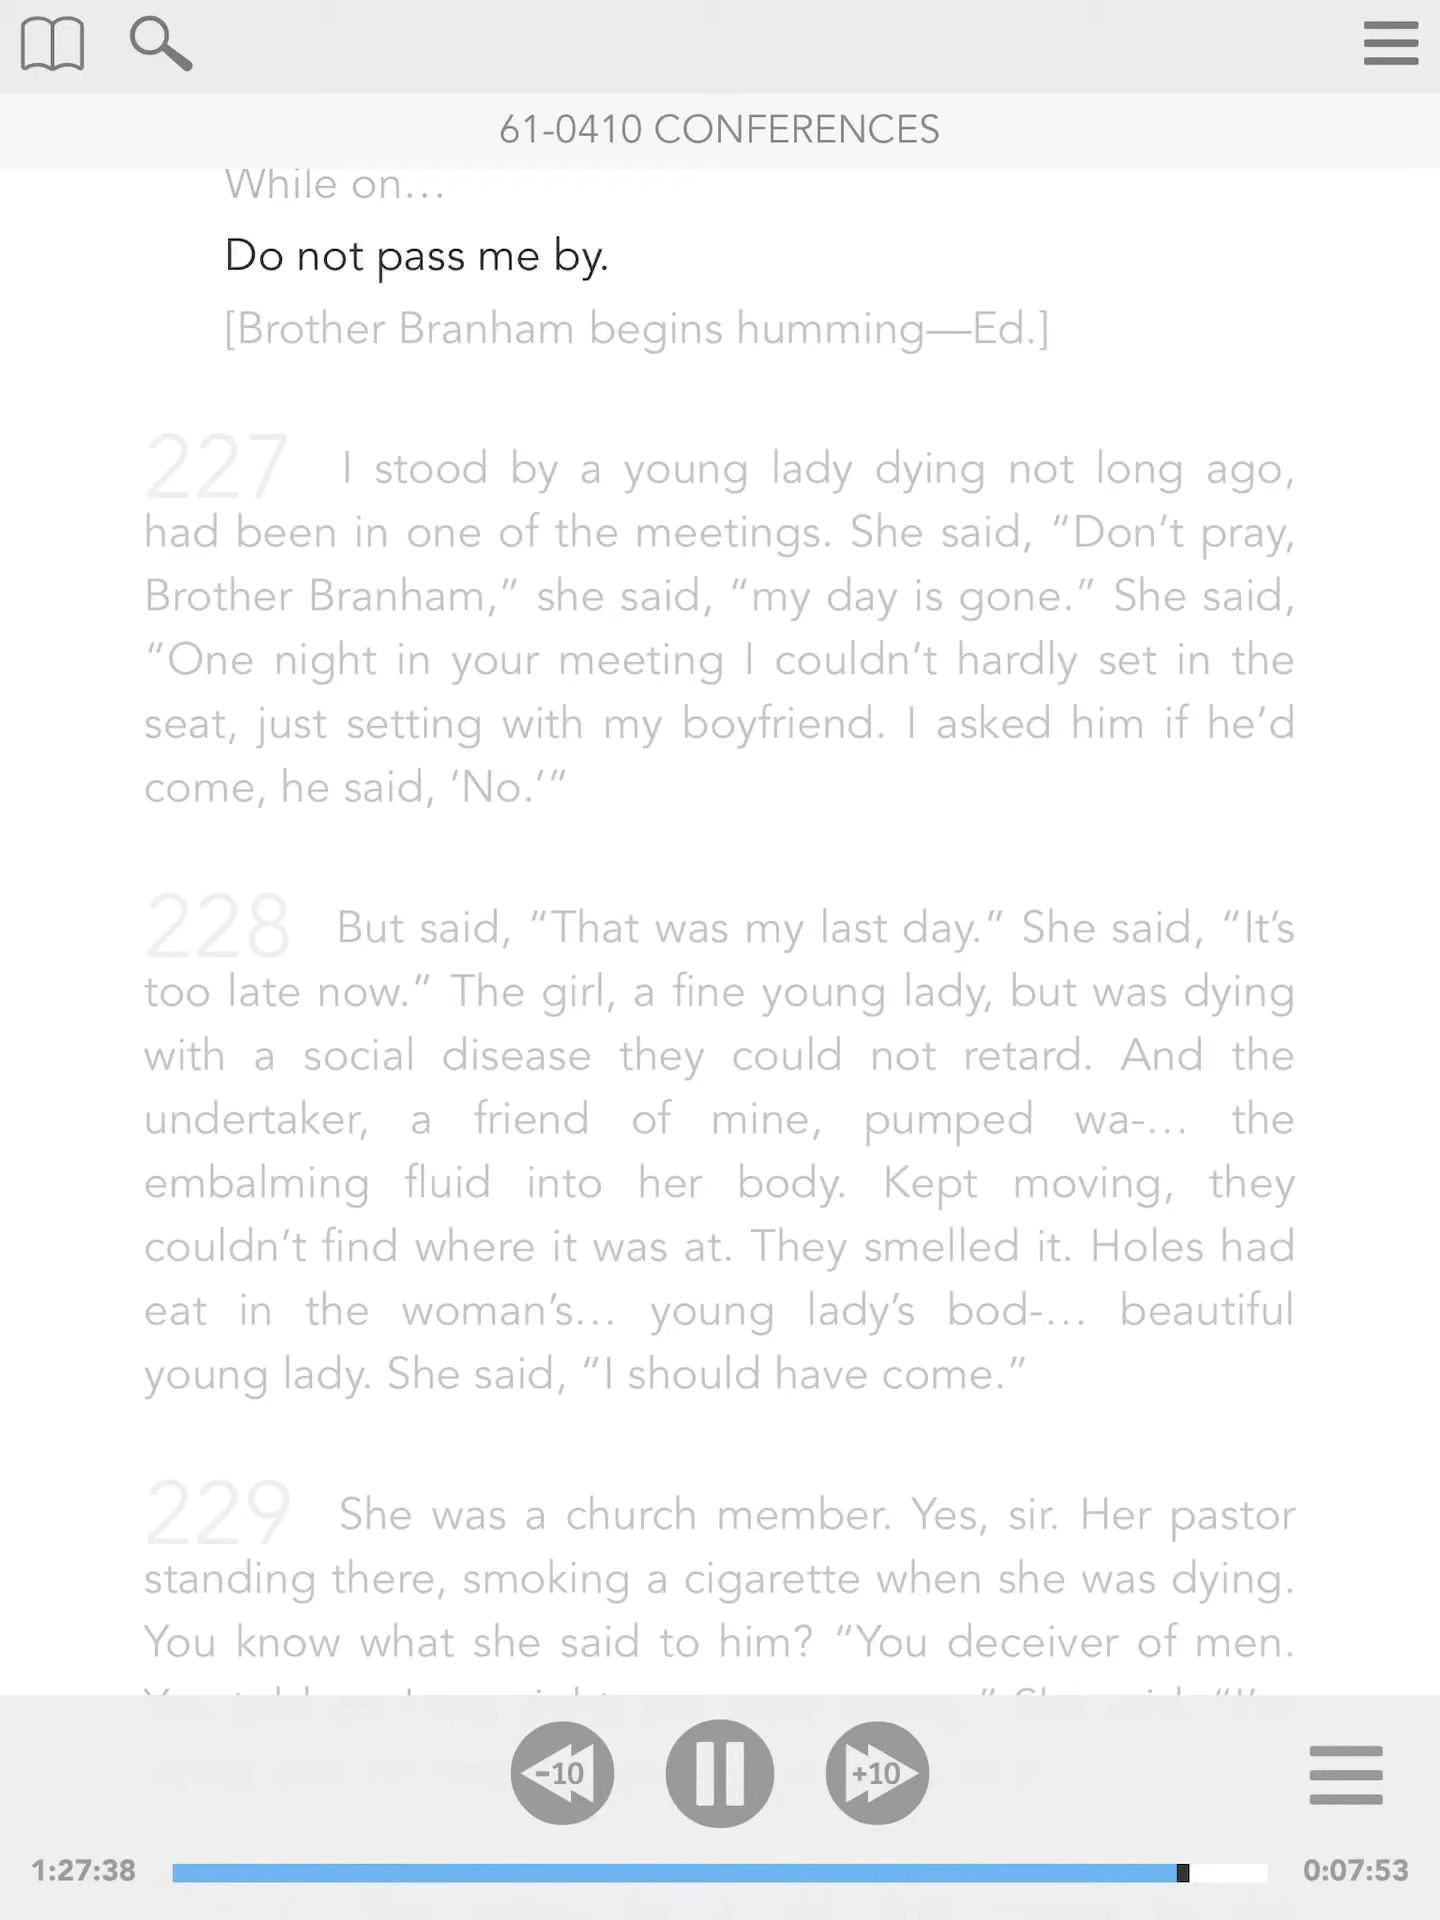 61-0410 CONFERENCES
While on…
Do not pass me by.
[Brother Branham begins humming—Ed.]
227 I stood by a young lady dying not long ago,
had been in one of the meetings. She said, “Don’t pray,
Brother Branham,” she said, “my day is gone.” She said,
“One night in your meeting I couldn’t hardly set in the
seat, just setting with my boyfriend. I asked him if he’d
come, he said, ‘No.’”
228 But said, “That was my last day.” She said, “It’s
too late now.” The girl, a fine young lady, but was dying
with a social disease they could not retard. And the
undertaker, a friend of mine, pumped wa-… the
embalming fluid into her body. Kept moving, they
couldn’t find where it was at. They smelled it. Holes had
eat in the woman’s… young lady’s bod-… beautiful
young lady. She said, “I should have come.”
229 She was a church member. Yes, sir. Her pastor
standing there, smoking a cigarette when she was dying.
You know what she said to him? “You deceiver of men.
-10 +10
1:27:38 0:07:53